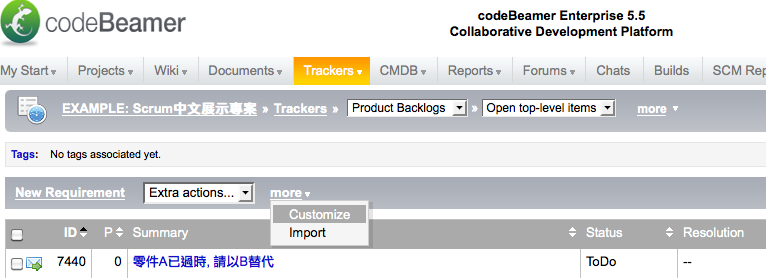 codeBeamer
codeBeamer Enterprise 5.5
Collaborative Development Platform
My Start Projects Wiki Documents Trackers CMDB Reports Forums Chats Builds SCM Rep
EXAMPLE: Scrum中文展示專案 » Trackers » Product Backlogs » Open top-level items more
Tags: No tags associated yet.
New Requirement Extra actions... more
Customize
Import
ID P Summary Status Resolution
7440 0 零件A已過時, 請以B替代 ToDo --